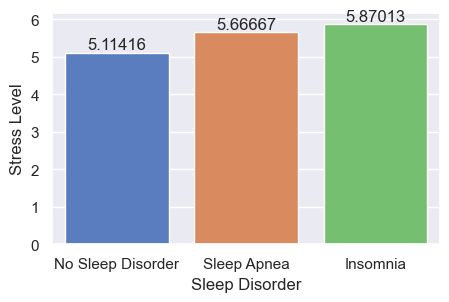 6
5
4
3
2
1
0
Stress Level
5.11416
5.66667
5.87013
No Sleep Disorder
Sleep Apnea
Insomnia
Sleep Disorder